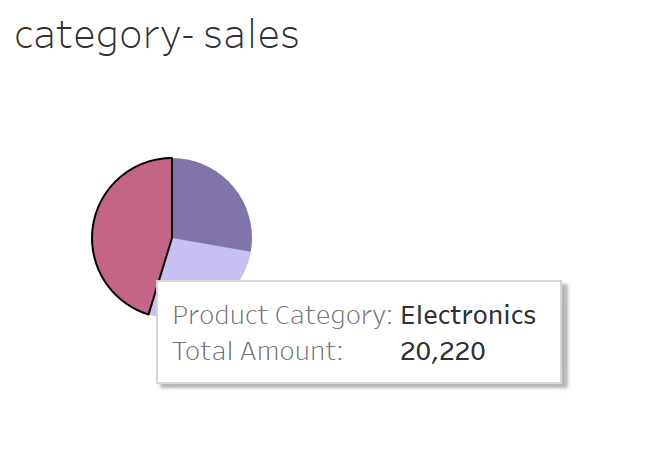 category- sales
Product Category: Electronics
Total Amount: 20,220